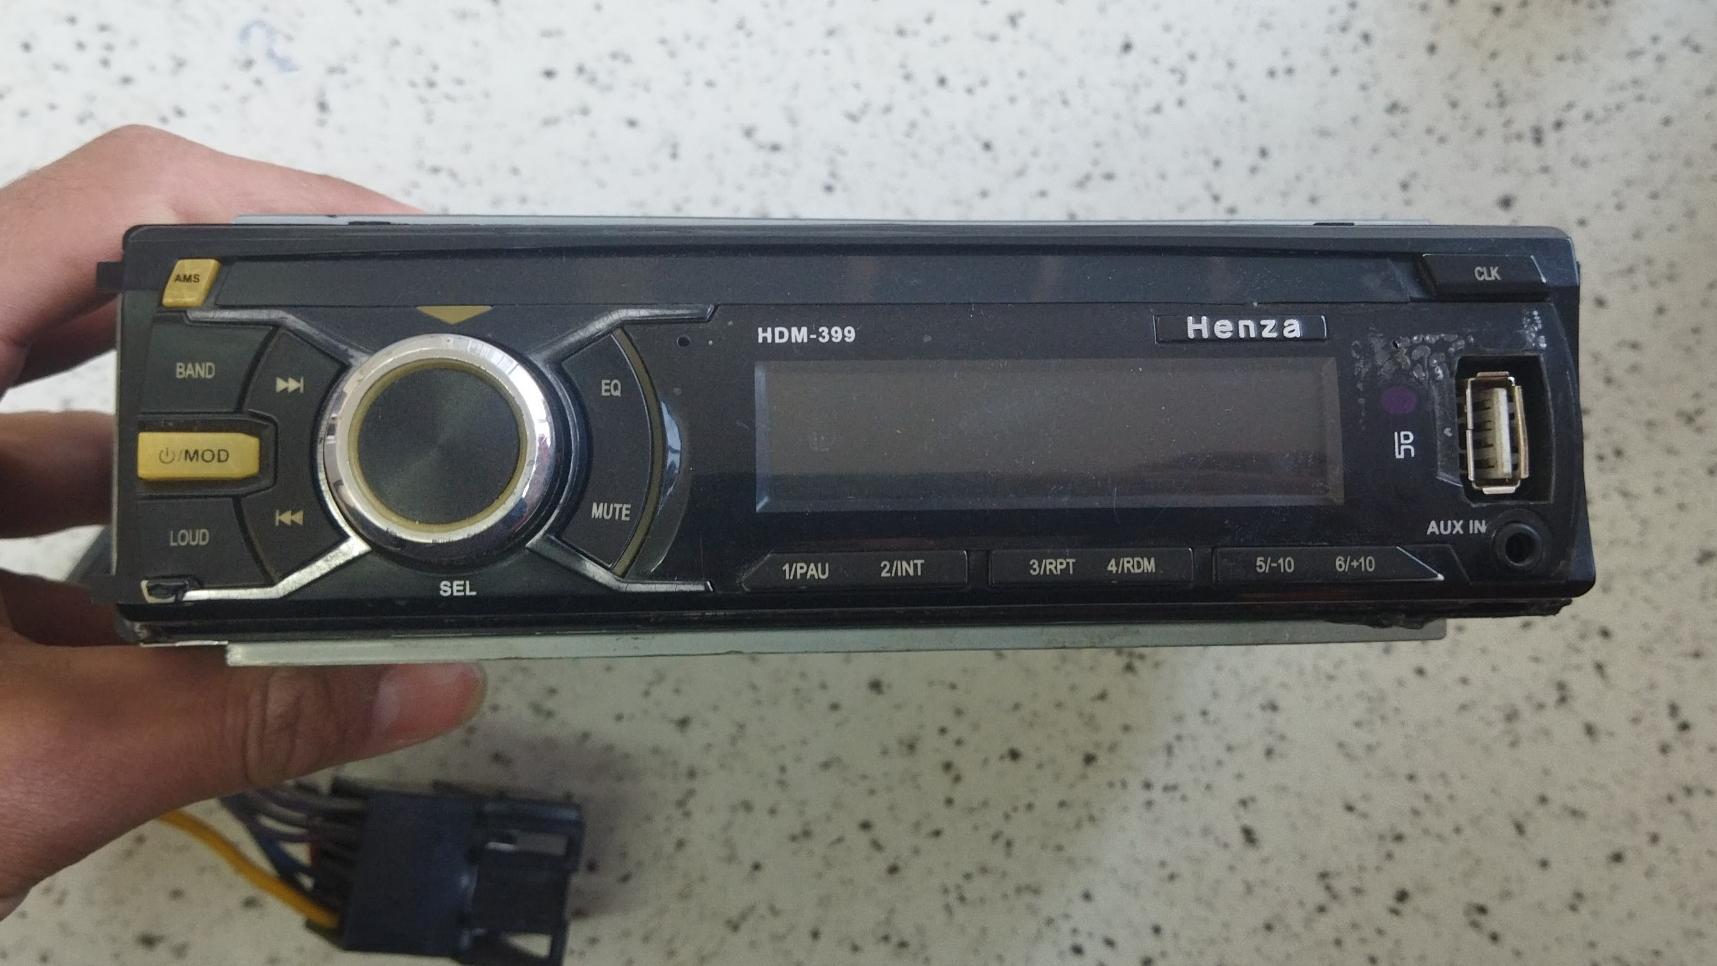 AMS
CLK
HDM-399
Henza
BAND
EQ
/MOD
LOUD
MUTE
AUX IN
SEL
1/PAU
2/INT
3/RPT
4/RDM
5/-10
6/+10